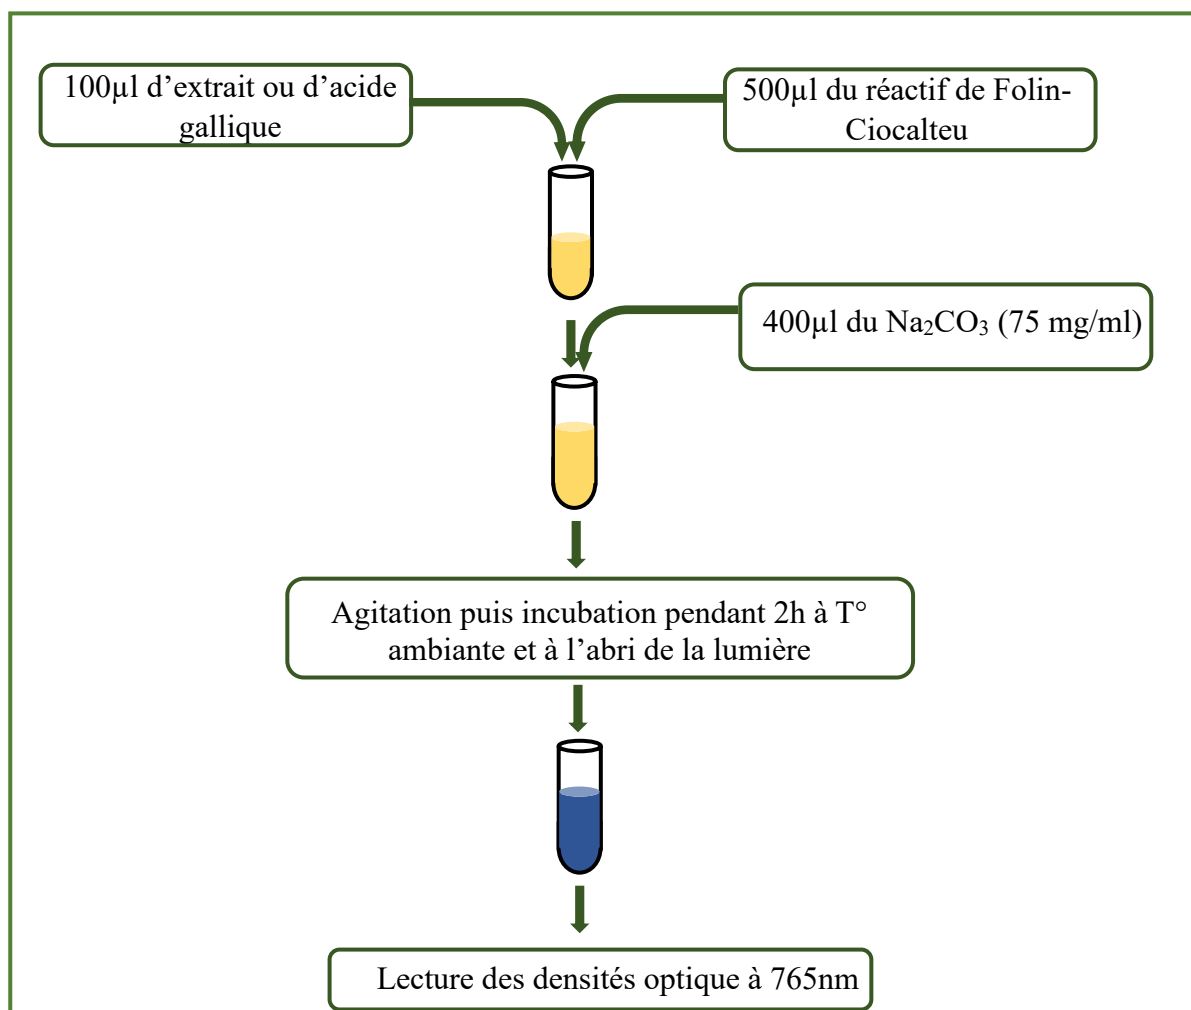 100µl d’extrait ou d’acide
gallique
500µl du réactif de Folin-
Ciocalteu
400µl du Na₂CO₃ (75 mg/ml)
Agitation puis incubation pendant 2h à T°
ambiante et à l’abri de la lumière
Lecture des densités optique à 765nm